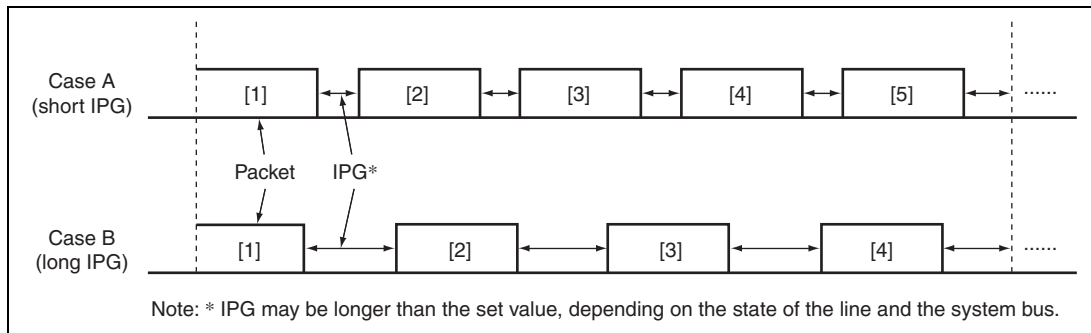 Case A
(short IPG)
[1]
[2]
[3]
[4]
[5]
......
Packet
IPG*
Case B
(long IPG)
[1]
[2]
[3]
[4]
......
Note: * IPG may be longer than the set value, depending on the state of the line and the system bus.